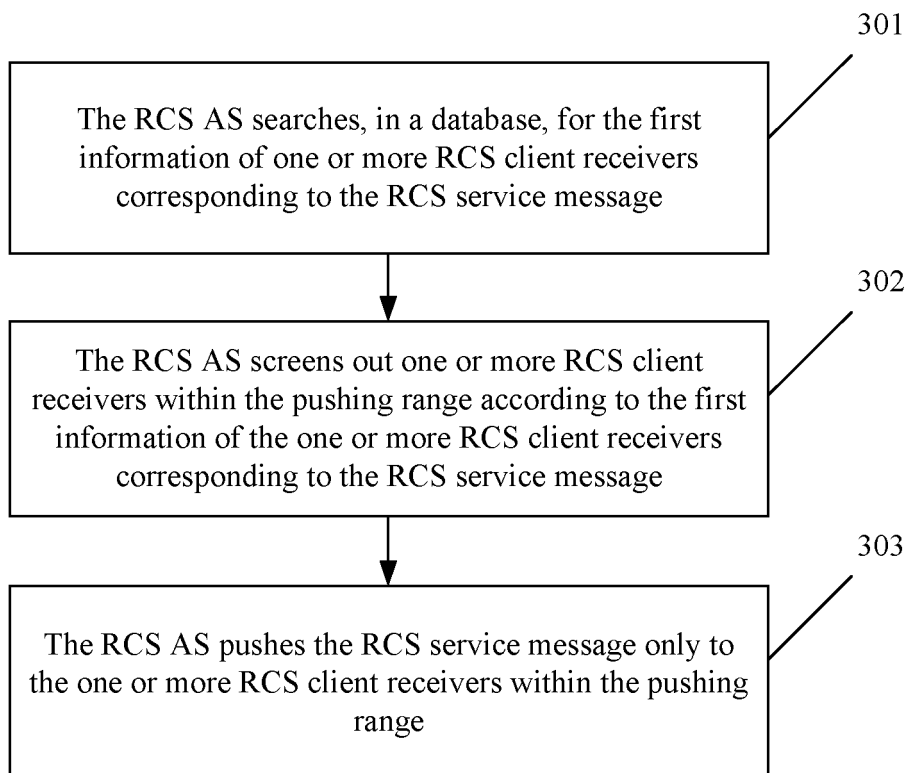 301
The RCS AS searches, in a database, for the first
information of one or more RCS client receivers
corresponding to the RCS service message
302
The RCS AS screens out one or more RCS client
receivers within the pushing range according to the first
information of the one or more RCS client receivers
corresponding to the RCS service message
303
The RCS AS pushes the RCS service message only to
the one or more RCS client receivers within the pushing
range